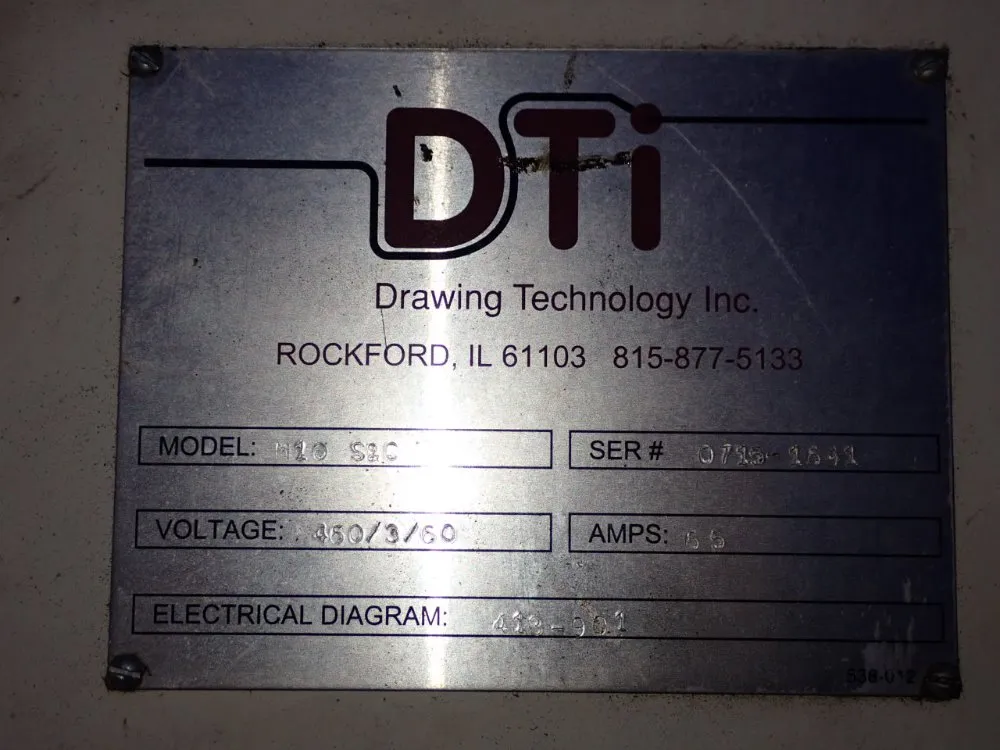 DTi
Drawing Technology Inc.
ROCKFORD, IL 61103 815-877-5133
MODEL: SER #
VOLTAGE: 460/3/60 AMPS:
ELECTRICAL DIAGRAM: